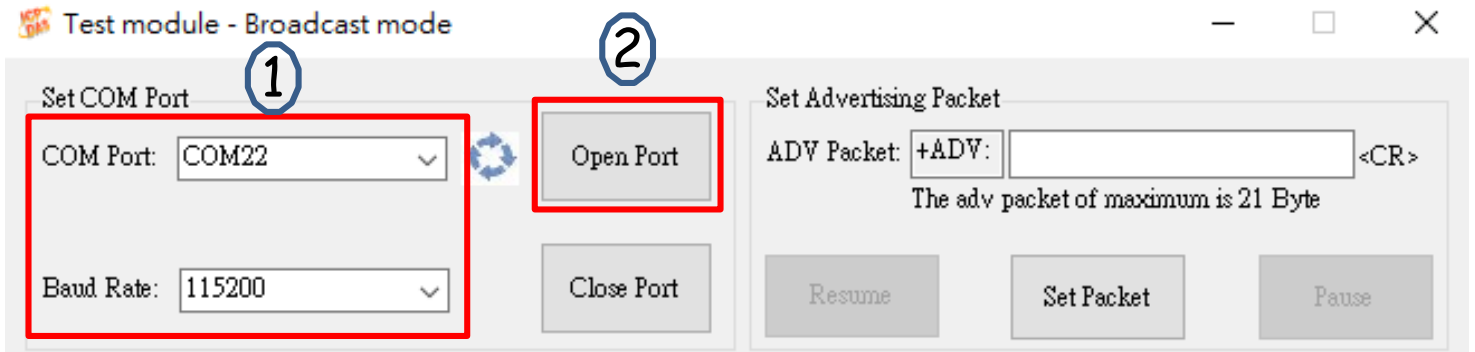 Test module - Broadcast mode
1
2
Set COM Port
COM Port: COM22
Open Port
Baud Rate: 115200
Close Port
Set Advertising Packet
ADV Packet: +ADV: <CR>
The adv packet of maximum is 21 Byte
Resume Set Packet Pause